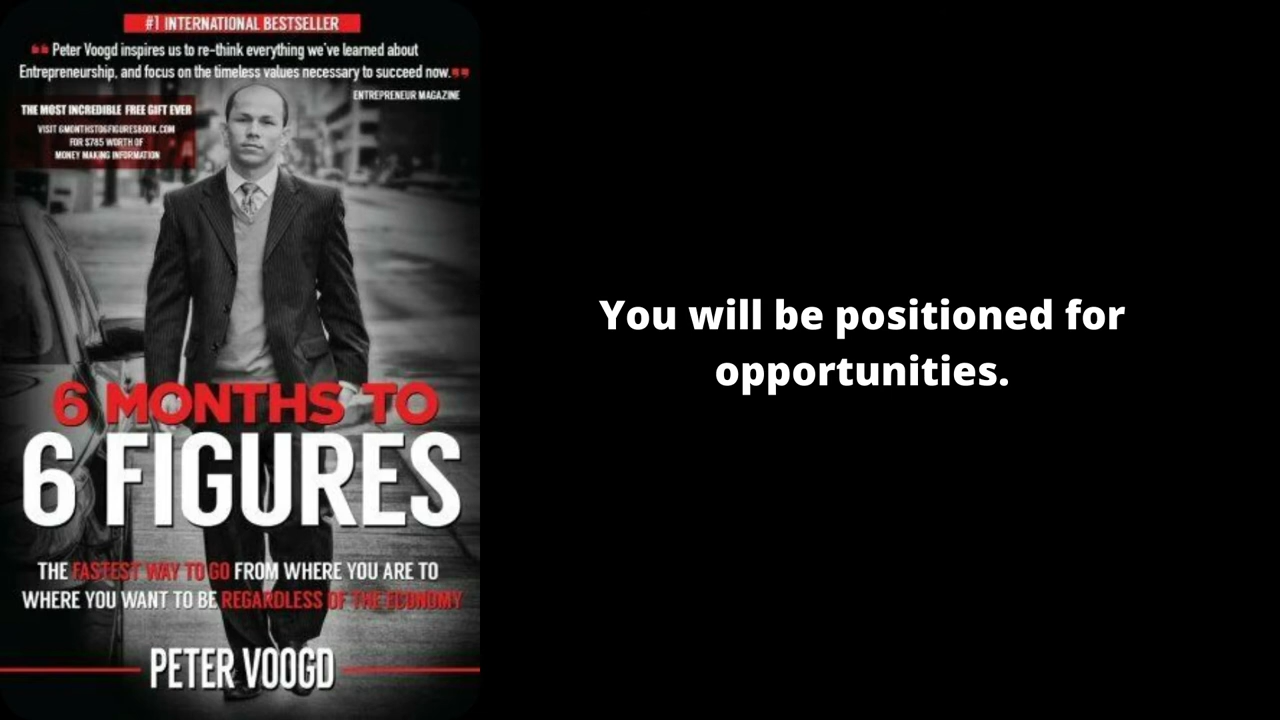 #1 INTERNATIONAL BESTSELLER
“ Peter Voogd inspires us to re-think everything we've learned about
Entrepreneurship, and focus on the timeless values necessary to succeed now.”
ENTREPRENEUR MAGAZINE
THE MOST INCREDIBLE FREE GIFT EVER
VISIT 6MONTHSTO6FIGURESBOOK.COM
FOR $785 WORTH OF
MONEY MAKING INFORMATION
6 MONTHS TO
6 FIGURES
THE FASTEST WAY TO GO FROM WHERE YOU ARE TO
WHERE YOU WANT TO BE REGARDLESS OF THE ECONOMY
PETER VOOGD
You will be positioned for
opportunities.